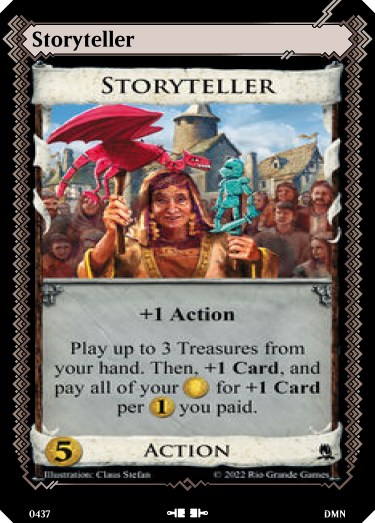 Storyteller
STORYTELLER
+1 Action
Play up to 3 Treasures from
your hand. Then, +1 Card, and
pay all of your for +1 Card
per 1 you paid.
5
ACTION
Illustration: Claus Stefan
© 2022 Rio Grande Games
0437
DMN